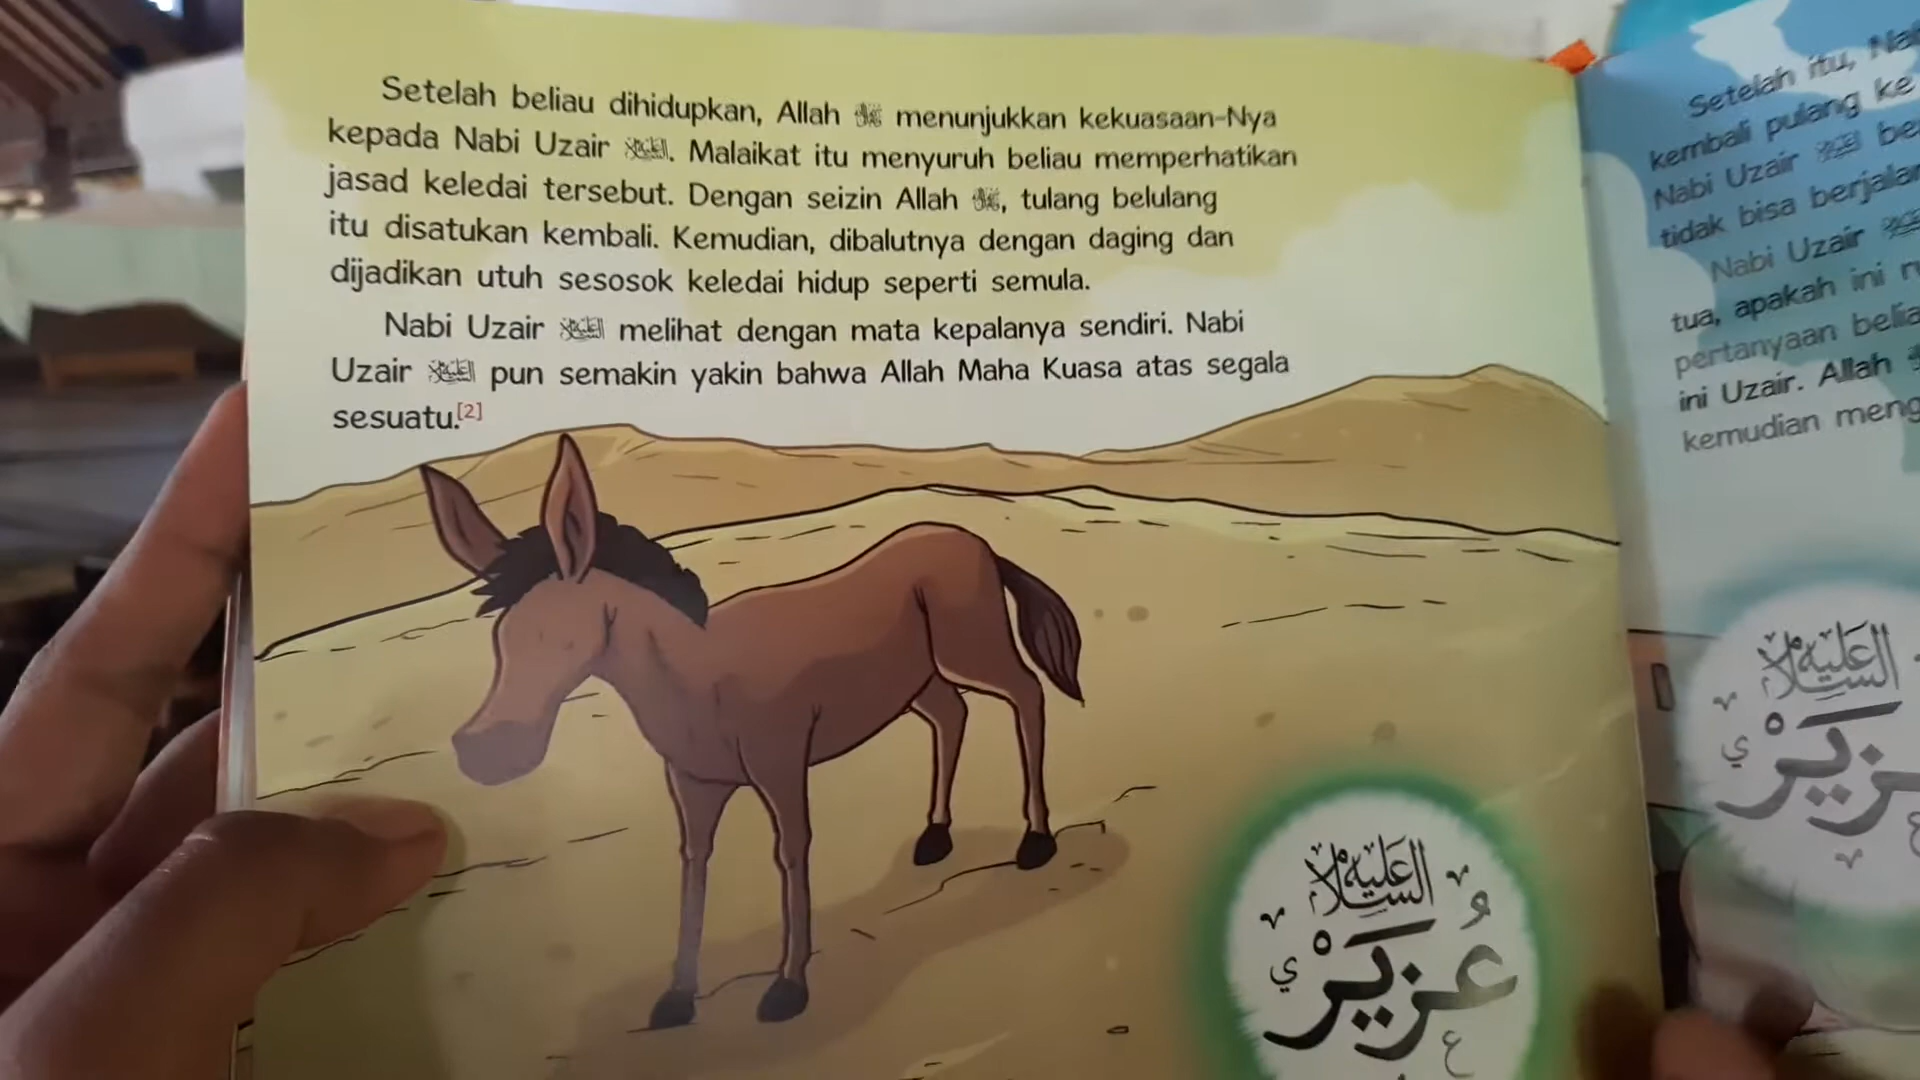 Setelah beliau dihidupkan, Allah ﷻ menunjukkan kekuasaan-Nya
kepada Nabi Uzair عليه السلام. Malaikat itu menyuruh beliau memperhatikan
jasad keledai tersebut. Dengan seizin Allah ﷻ, tulang belulang
itu disatukan kembali. Kemudian, dibalutnya dengan daging dan
dijadikan utuh sesosok keledai hidup seperti semula.
Nabi Uzair عليه السلام melihat dengan mata kepalanya sendiri. Nabi
Uzair عليه السلام pun semakin yakin bahwa Allah Maha Kuasa atas segala
sesuatu.[2]
عليه السلام
عُزَيْرْ
Setelah itu,
kembali pulang ke
Nabi Uzair عليه السلام
tidak bisa
Nabi Uzair
tua, apakah ini
pertanyaan
ini Uzair. Allah
kemudian
عليه السلام